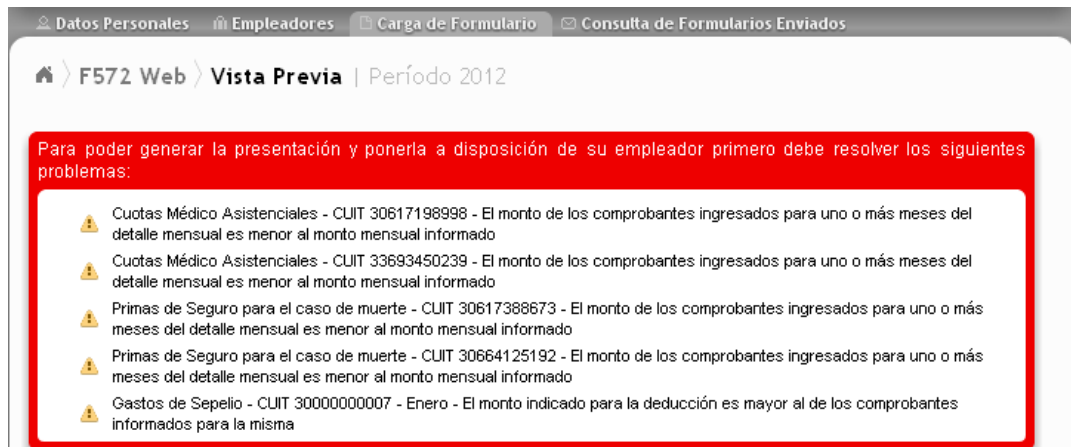 Datos Personales Empleadores Carga de Formulario Consulta de Formularios Enviados
F572 Web Vista Previa | Período 2012
Para poder generar la presentación y ponerla a disposición de su empleador primero debe resolver los siguientes
problemas:
Cuotas Médico Asistenciales - CUIT 30617198998 - El monto de los comprobantes ingresados para uno o más meses del
detalle mensual es menor al monto mensual informado
Cuotas Médico Asistenciales - CUIT 33693450239 - El monto de los comprobantes ingresados para uno o más meses del
detalle mensual es menor al monto mensual informado
Primas de Seguro para el caso de muerte - CUIT 30617388673 - El monto de los comprobantes ingresados para uno o más
meses del detalle mensual es menor al monto mensual informado
Primas de Seguro para el caso de muerte - CUIT 30664125192 - El monto de los comprobantes ingresados para uno o más
meses del detalle mensual es menor al monto mensual informado
Gastos de Sepelio - CUIT 30000000007 - Enero - El monto indicado para la deducción es mayor al de los comprobantes
informados para la misma